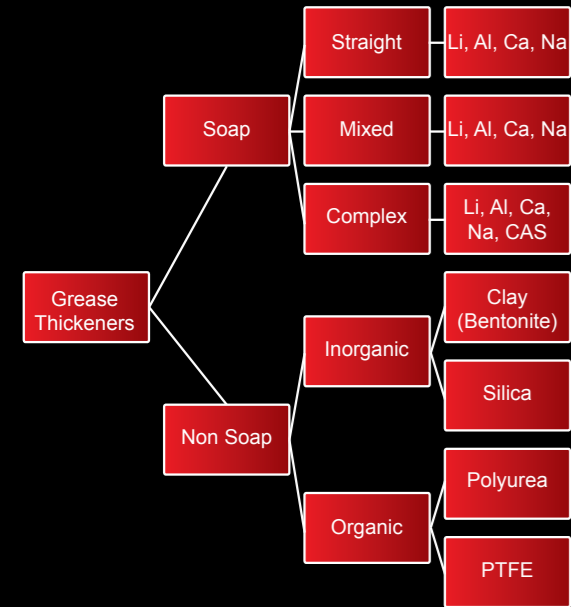 Grease
Thickeners
Soap
Straight
Li, Al, Ca, Na
Mixed
Li, Al, Ca, Na
Complex
Li, Al, Ca,
Na, CAS
Non Soap
Inorganic
Clay
(Bentonite)
Silica
Organic
Polyurea
PTFE